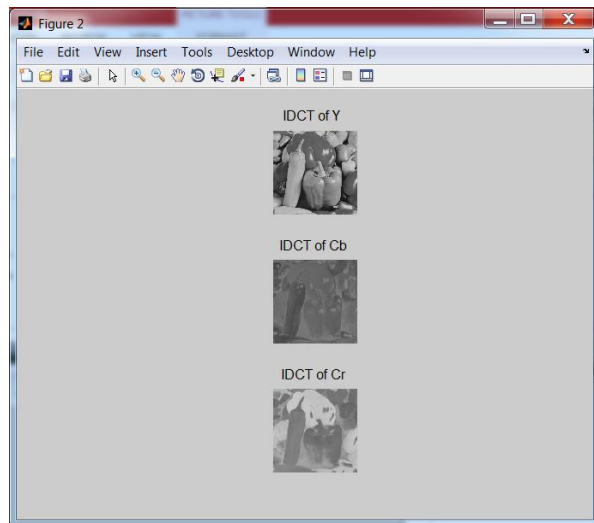 Figure 2
File Edit View Insert Tools Desktop Window Help
IDCT of Y
IDCT of Cb
IDCT of Cr